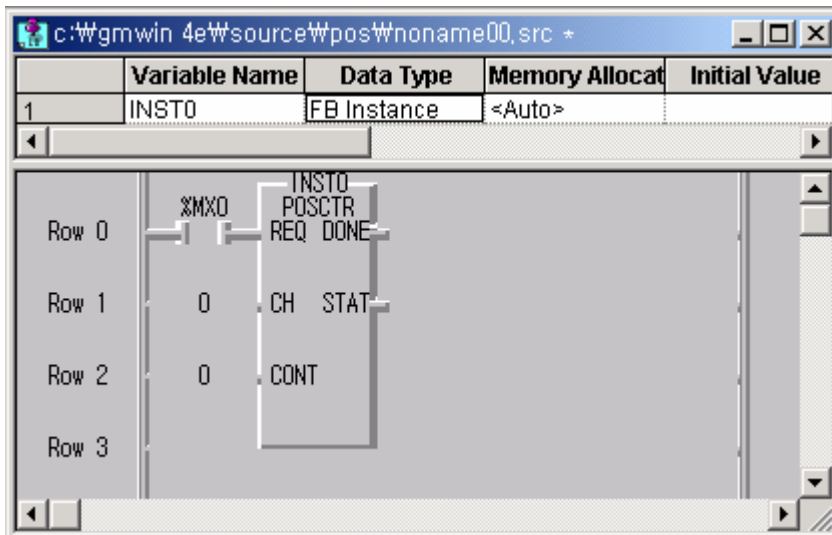 c:₩gmwin 4e₩source₩pos₩noname00.src *
Variable Name Data Type Memory Allocat Initial Value
1 INST0 FB Instance <Auto>
INST0
%MX0 POSCTR
Row 0 REQ DONE
Row 1 0 CH STAT
Row 2 0 CONT
Row 3